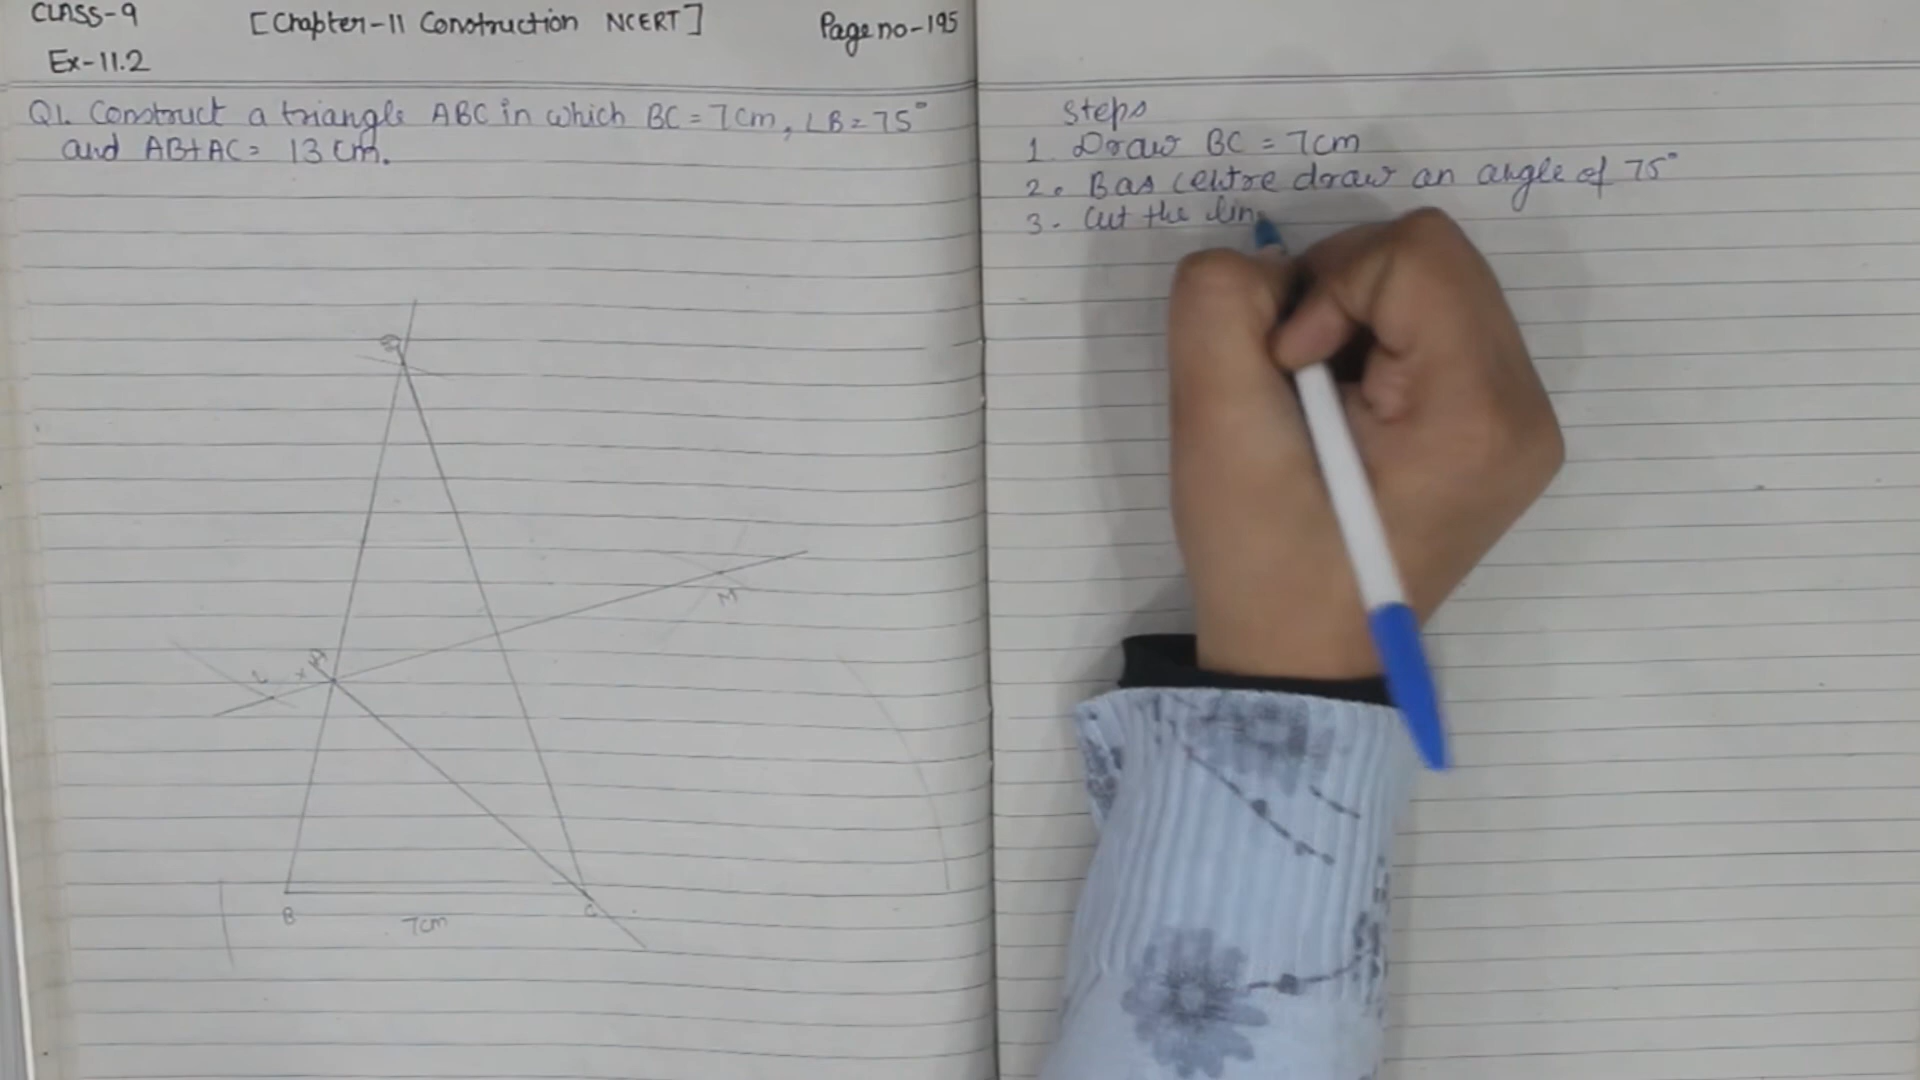 CLASS-9 [Chapter-11 Construction NCERT] Page no-195
Ex-11.2
Q1. Construct a triangle ABC in which BC = 7cm, ∠B = 75°
and AB+AC = 13 cm.
Steps
1. Draw BC = 7cm
2. B as centre draw an angle of 75°
3. Cut the lin
M
L x A
B C
7cm